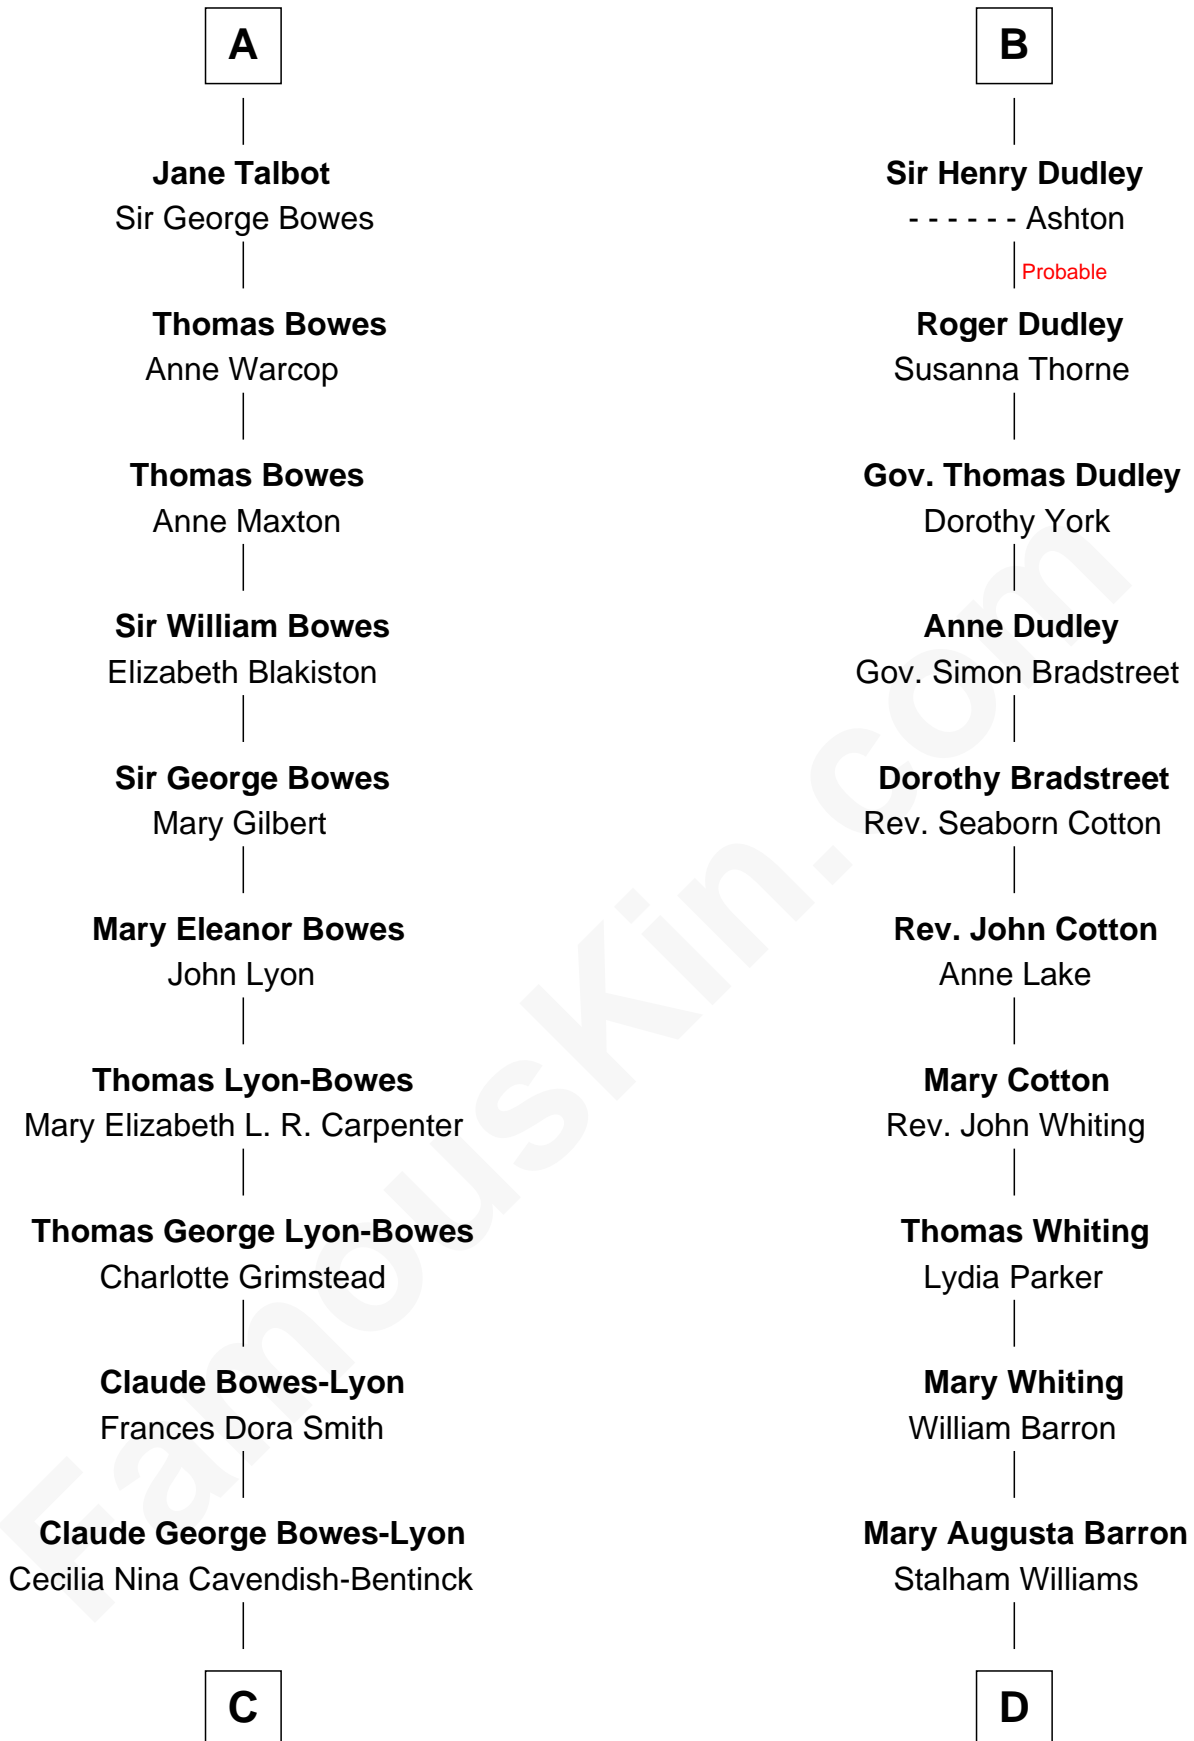 A
Jane Talbot
Sir George Bowes
Thomas Bowes
Anne Warcop
Thomas Bowes
Anne Maxton
Sir William Bowes
Elizabeth Blakiston
Sir George Bowes
Mary Gilbert
Mary Eleanor Bowes
John Lyon
Thomas Lyon-Bowes
Mary Elizabeth L. R. Carpenter
Thomas George Lyon-Bowes
Charlotte Grimstead
Claude Bowes-Lyon
Frances Dora Smith
Claude George Bowes-Lyon
Cecilia Nina Cavendish-Bentinck
C
B
Sir Henry Dudley
- - - - - - Ashton
Probable
Roger Dudley
Susanna Thorne
Gov. Thomas Dudley
Dorothy York
Anne Dudley
Gov. Simon Bradstreet
Dorothy Bradstreet
Rev. Seaborn Cotton
Rev. John Cotton
Anne Lake
Mary Cotton
Rev. John Whiting
Thomas Whiting
Lydia Parker
Mary Whiting
William Barron
Mary Augusta Barron
Stalham Williams
D
FamousKin.com